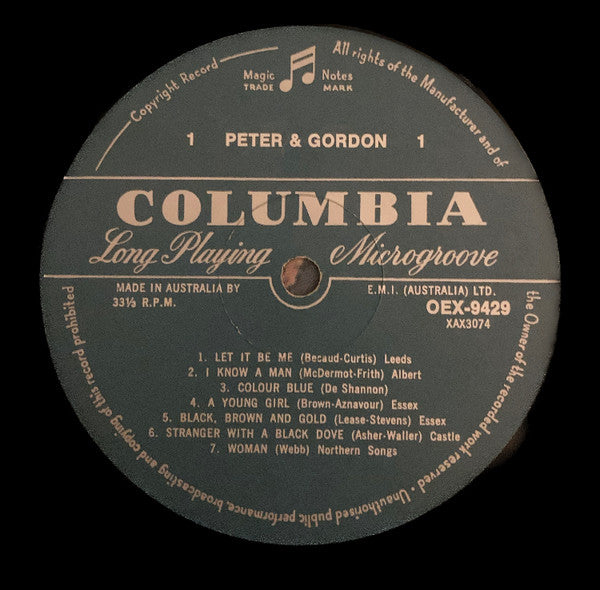 Copyright Record
Magic Notes
TRADE MARK
All rights of the Manufacturer and of
the Owner of the recorded work reserved - Unauthorised public performance, broadcasting and copying of this record prohibited
1 PETER & GORDON 1
COLUMBIA
Long Playing Microgroove
MADE IN AUSTRALIA BY E.M.I. (AUSTRALIA) LTD.
33⅓ R.P.M. OEX-9429
XAX3074
1. LET IT BE ME (Becaud-Curtis) Leeds
2. I KNOW A MAN (McDermot-Frith) Albert
3. COLOUR BLUE (De Shannon)
4. A YOUNG GIRL (Brown-Aznavour) Essex
5. BLACK, BROWN AND GOLD (Lease-Stevens) Essex
6. STRANGER WITH A BLACK DOVE (Asher-Waller) Castle
7. WOMAN (Webb) Northern Songs